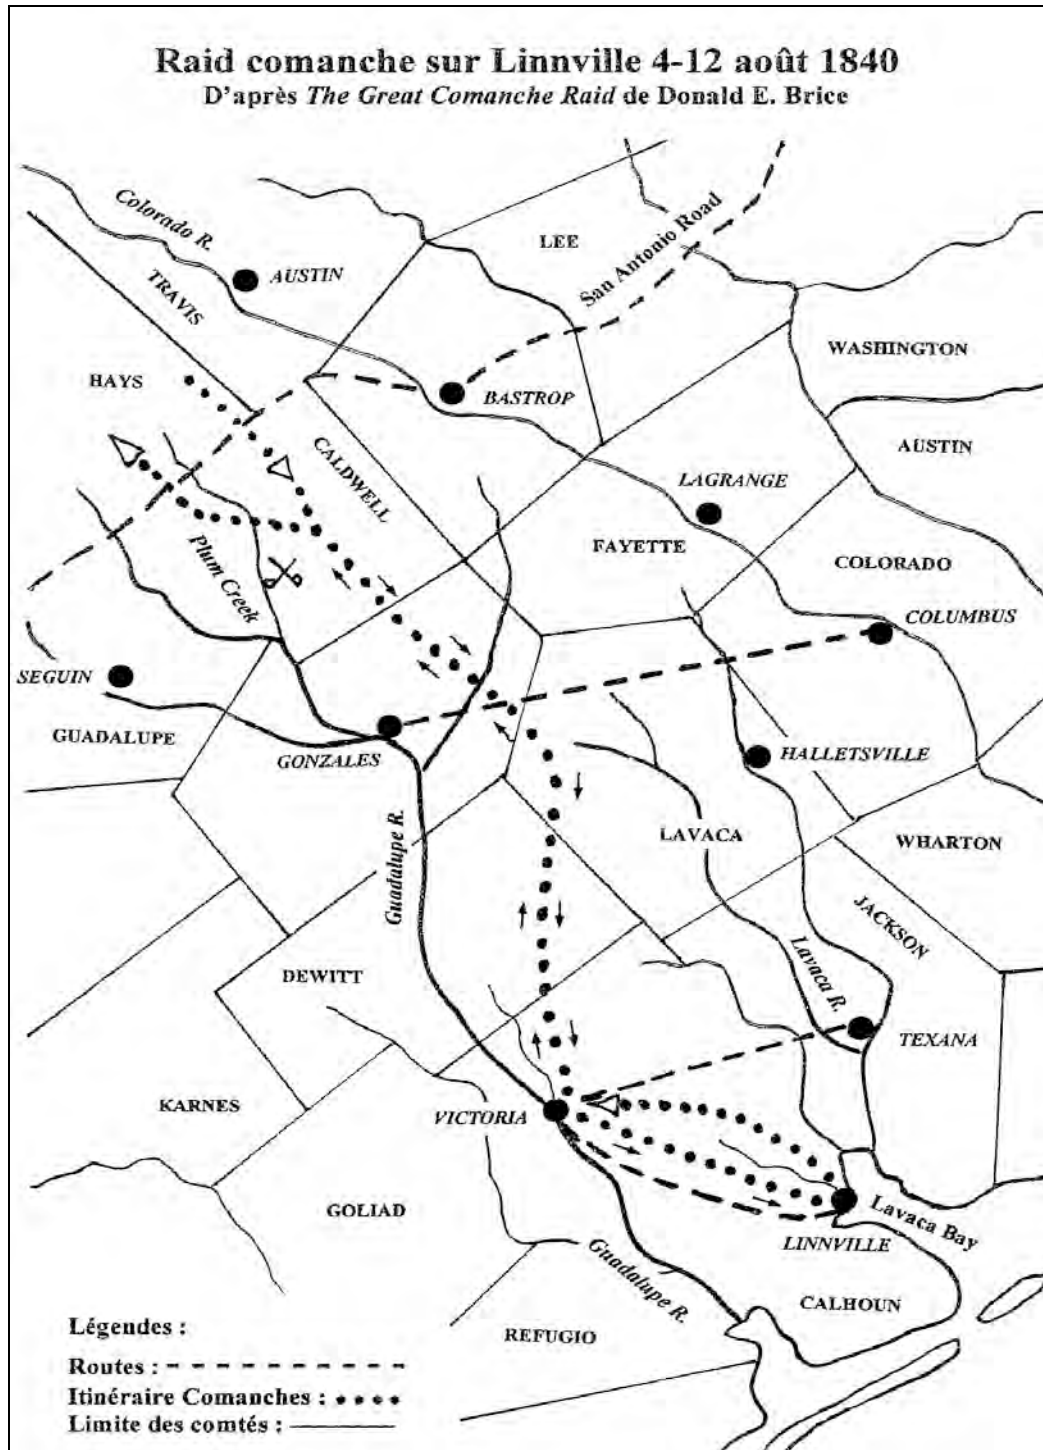 Raid comanche sur Linnville 4-12 août 1840
D'après The Great Comanche Raid de Donald E. Brice
Colorado R.
TRAVIS
AUSTIN
LEE
San Antonio Road
WASHINGTON
HAYS
BASTROP
AUSTIN
CALDWELL
LAGRANGE
FAYETTE
Plum Creek
COLORADO
COLUMBUS
SEGUIN
GUADALUPE
GONZALES
HALLETSVILLE
Guadalupe R.
LAVACA
WHARTON
JACKSON
DEWITT
Lavaca R.
TEXANA
KARNES
VICTORIA
GOLIAD
Lavaca Bay
LINNVILLE
Guadalupe R.
CALHOUN
REFUGIO
Légendes :
Routes :
Itinéraire Comanches :
Limite des comtés :